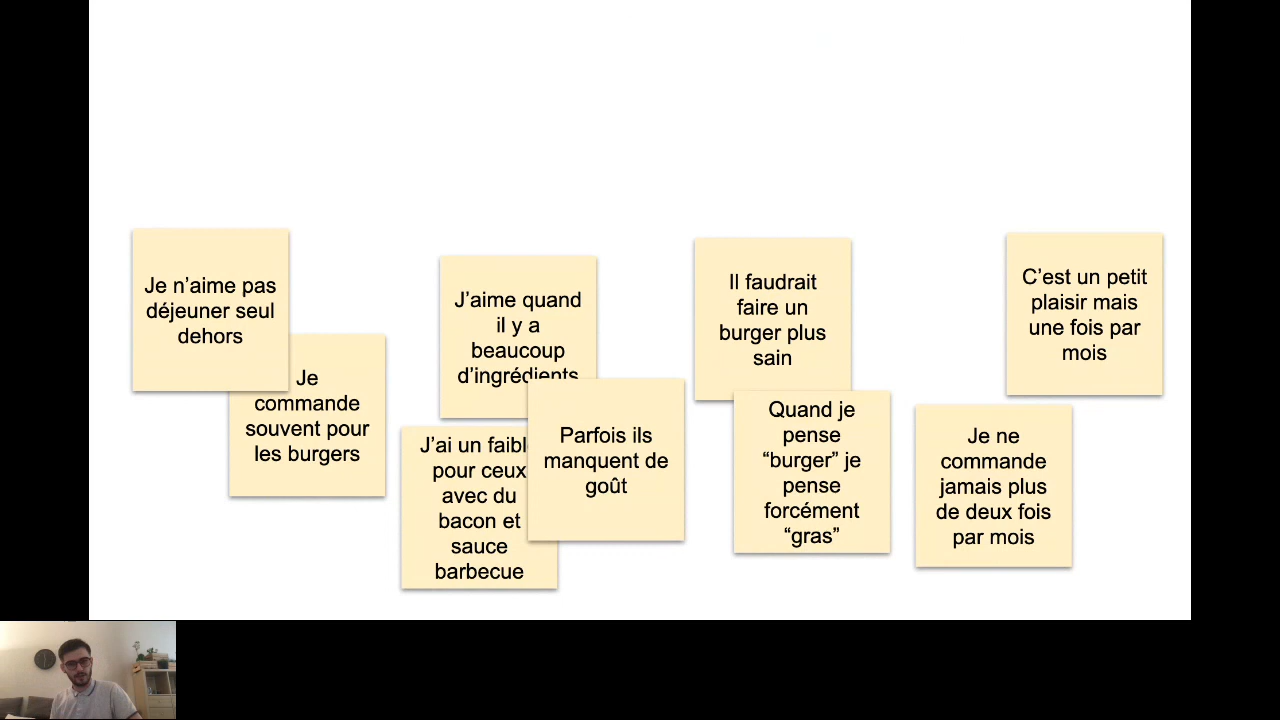 Je n’aime pas
déjeuner seul
dehors
Je
commande
souvent pour
les burgers
J’aime quand
il y a
beaucoup
d’ingrédients
J’ai un faible
pour ceux
avec du
bacon et
sauce
barbecue
Parfois ils
manquent de
goût
Il faudrait
faire un
burger plus
sain
Quand je
pense
“burger” je
pense
forcément
“gras”
C’est un petit
plaisir mais
une fois par
mois
Je ne
commande
jamais plus
de deux fois
par mois